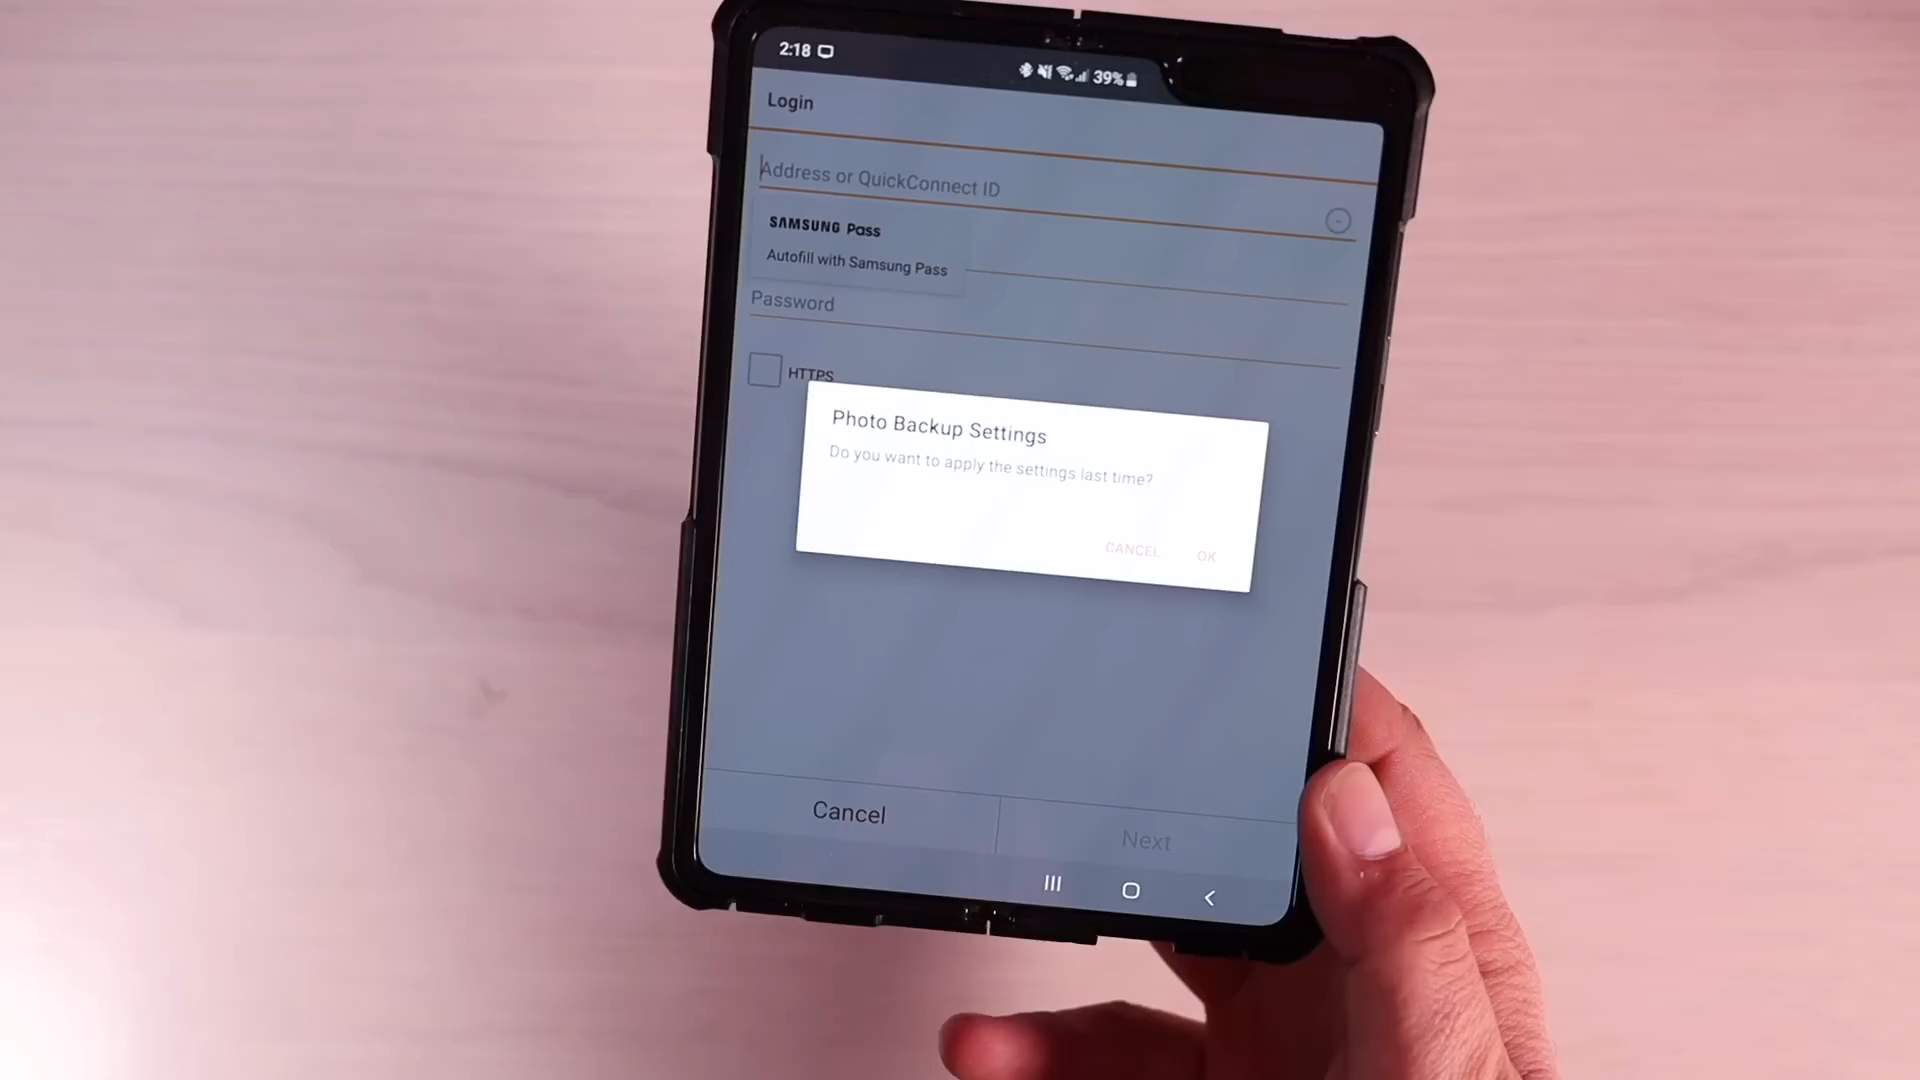 2:18
39%
Login
Address or QuickConnect ID
SAMSUNG Pass
Autofill with Samsung Pass
Password
HTTPS
Photo Backup Settings
Do you want to apply the settings last time?
CANCEL OK
Cancel Next